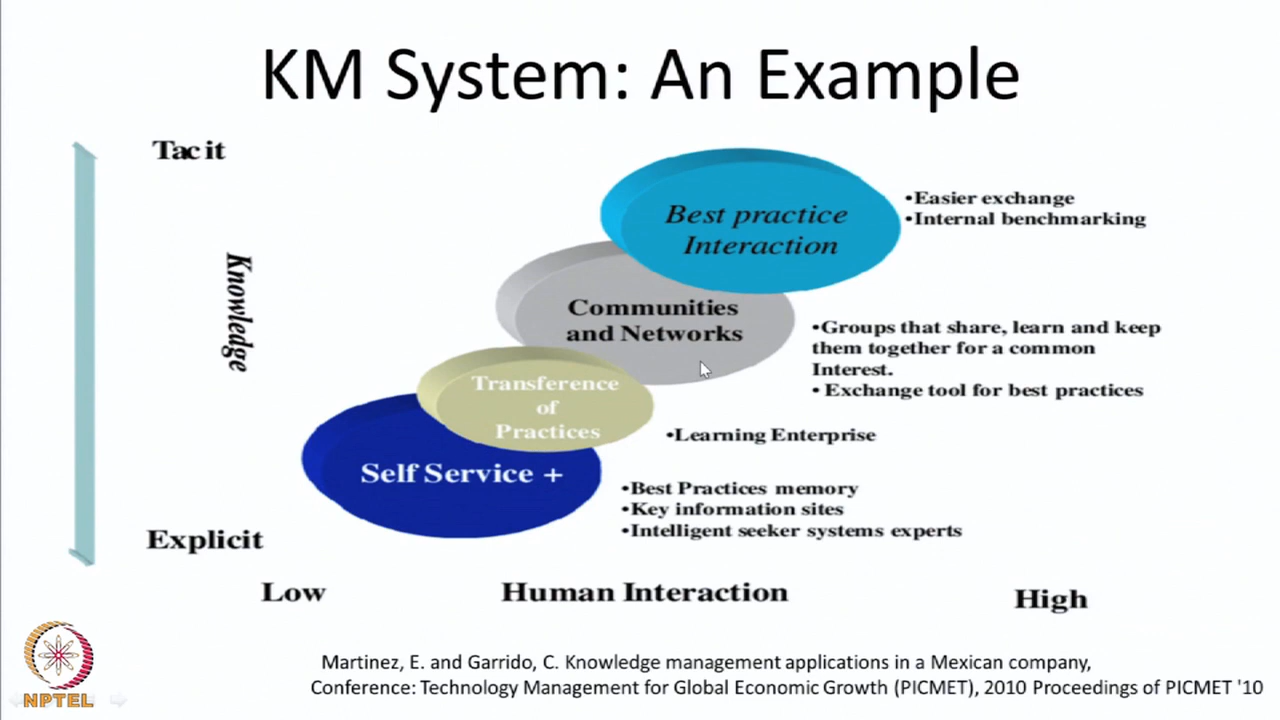 KM System: An Example
Tacit
Knowledge
Explicit
Best practice
Interaction
•Easier exchange
•Internal benchmarking
Communities
and Networks
•Groups that share, learn and keep
them together for a common
Interest.
• Exchange tool for best practices
Transference
of
Practices
•Learning Enterprise
Self Service +
•Best Practices memory
•Key information sites
•Intelligent seeker systems experts
Low
Human Interaction
High
Martinez, E. and Garrido, C. Knowledge management applications in a Mexican company,
Conference: Technology Management for Global Economic Growth (PICMET), 2010 Proceedings of PICMET '10
NPTEL